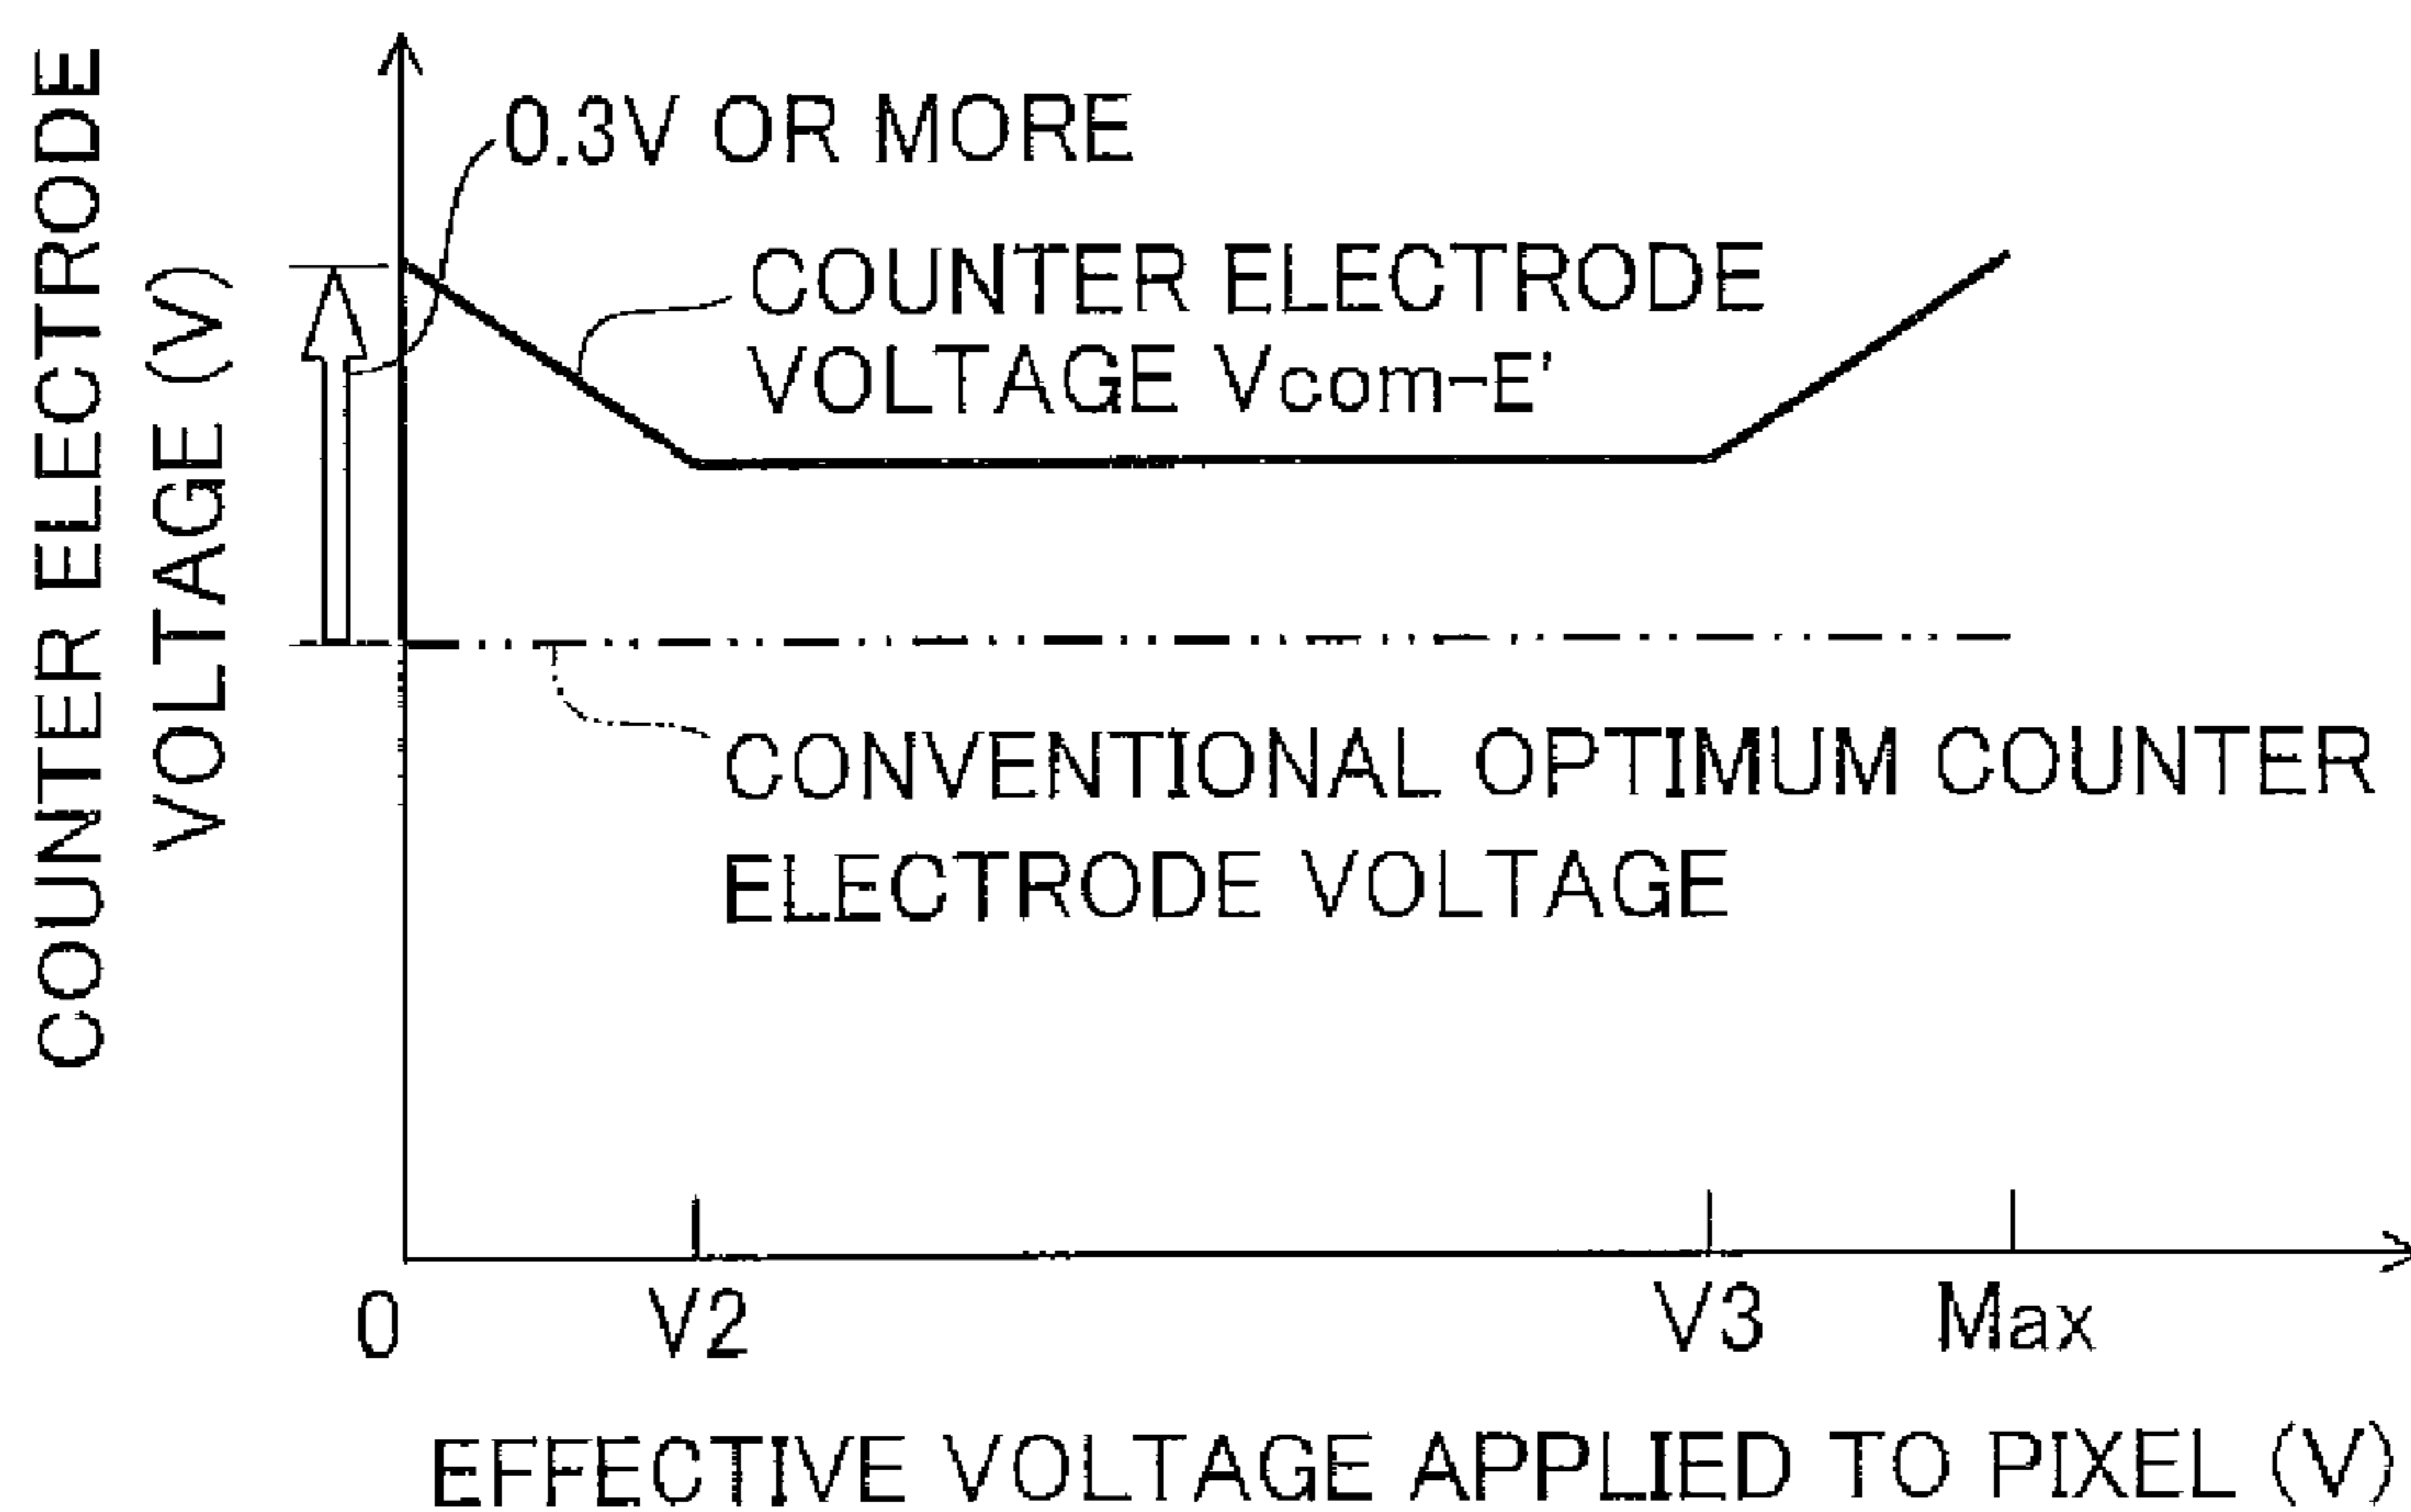 COUNTER ELECTRODE
VOLTAGE (V)
0.3V OR MORE
COUNTER ELECTRODE
VOLTAGE Vcom-E'
CONVENTIONAL OPTIMUM COUNTER
ELECTRODE VOLTAGE
0 V2 V3 Max
EFFECTIVE VOLTAGE APPLIED TO PIXEL (V)